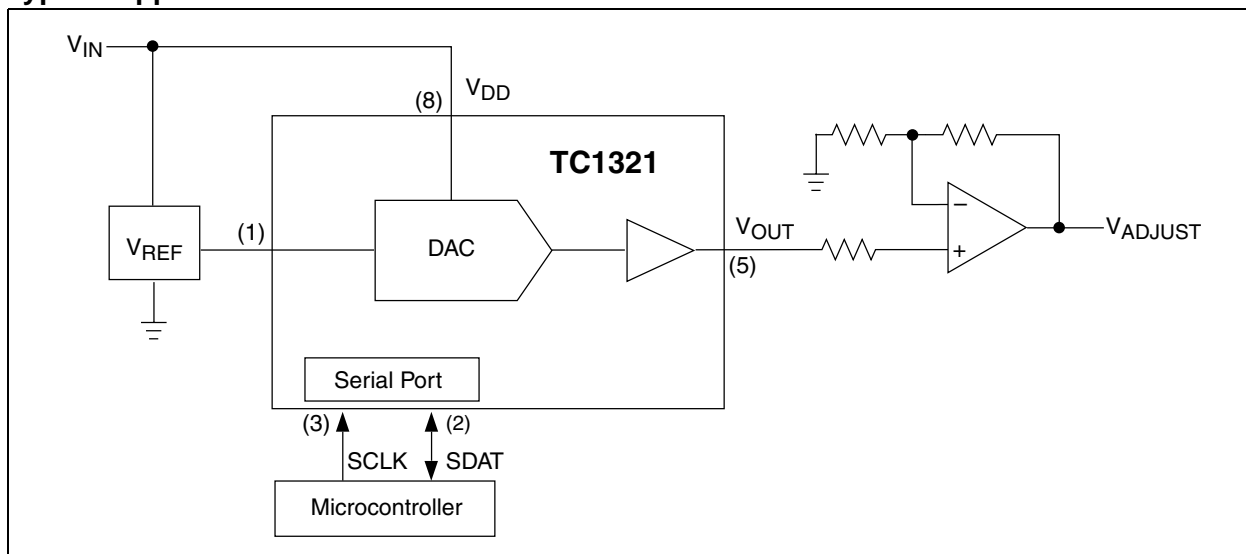 V_IN
V_DD
(8)
TC1321
V_REF
(1)
DAC
V_OUT
(5)
−
+
V_ADJUST
Serial Port
(3)
(2)
SCLK
SDAT
Microcontroller